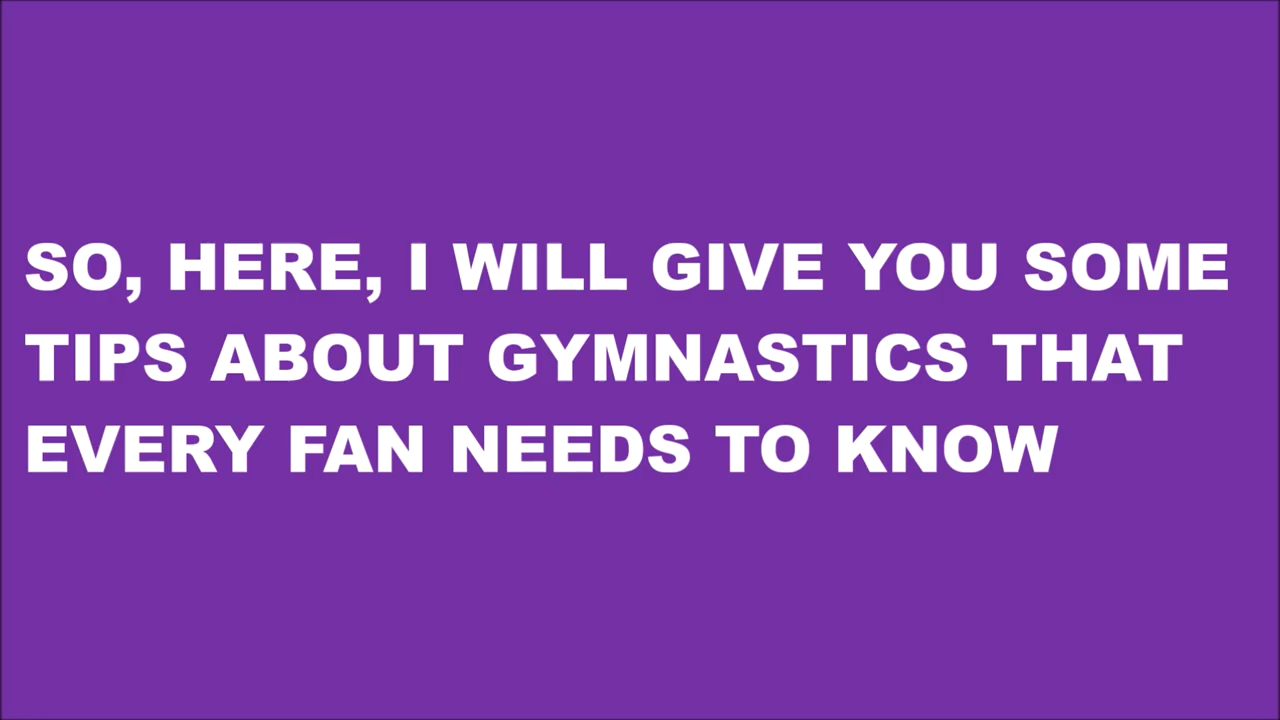 SO, HERE, I WILL GIVE YOU SOME
TIPS ABOUT GYMNASTICS THAT
EVERY FAN NEEDS TO KNOW